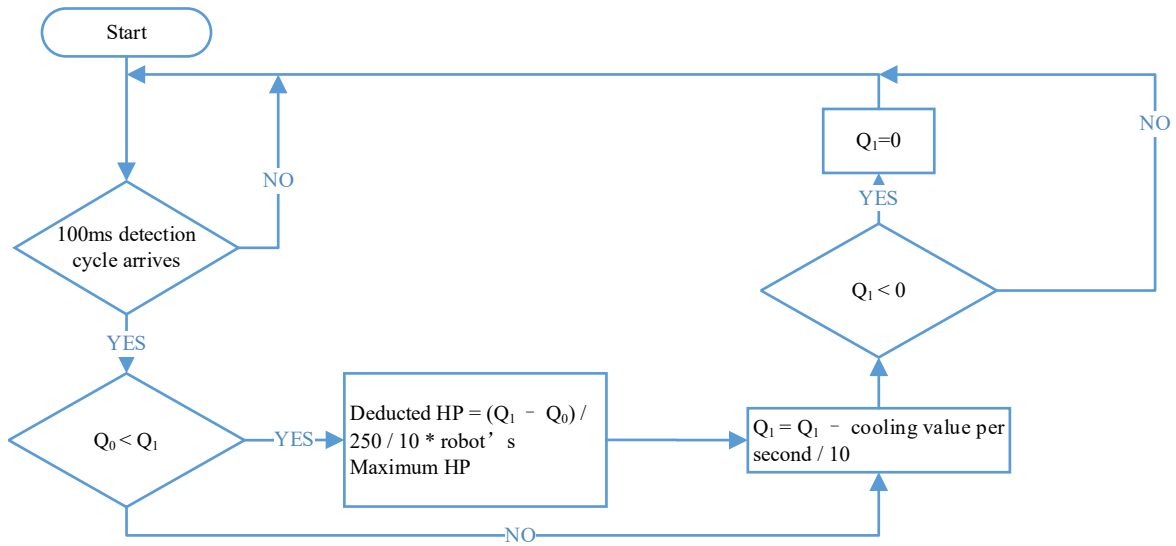 Start
NO
Q₁=0
NO
YES
100ms detection
cycle arrives
Q₁ < 0
YES
Q₀ < Q₁
YES
Deducted HP = (Q₁ – Q₀) /
250 / 10 * robot’s
Maximum HP
Q₁ = Q₁ – cooling value per
second / 10
NO